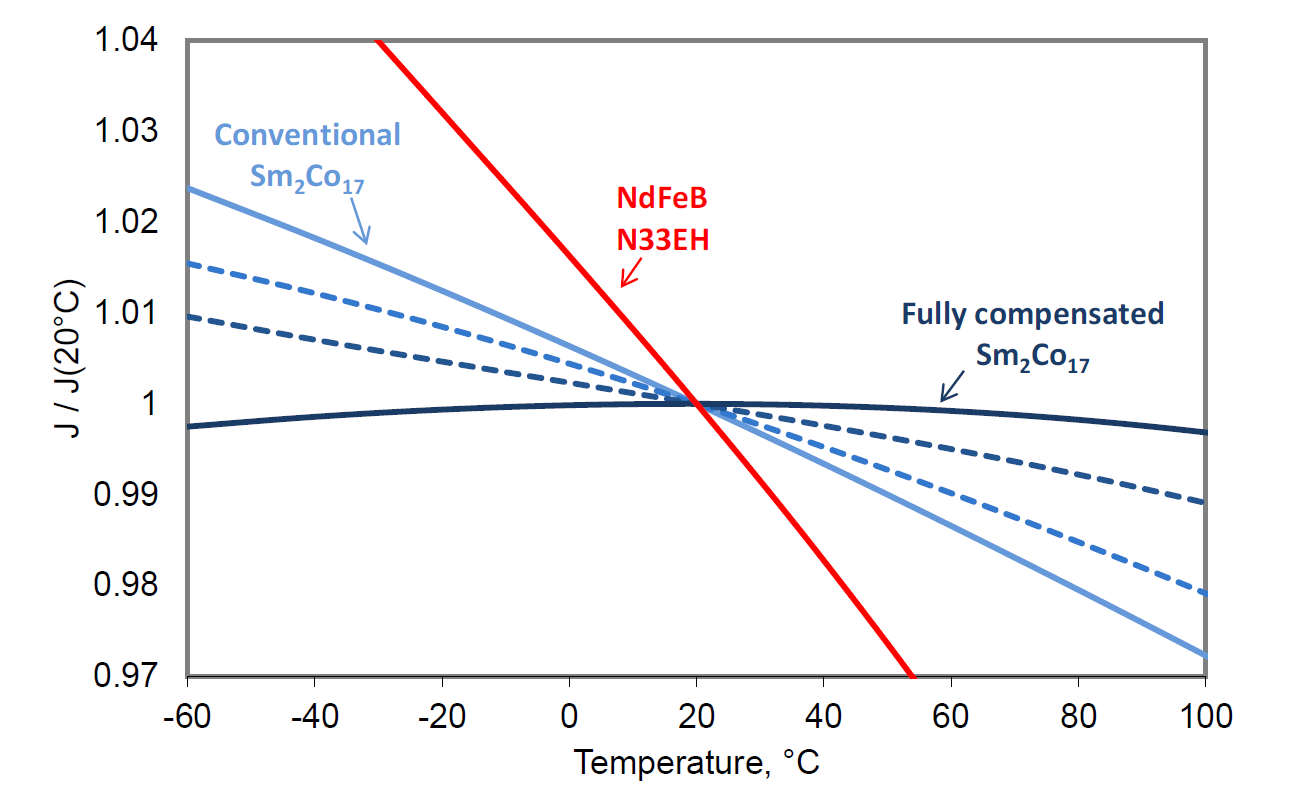 1.04
1.03
1.02
1.01
1
0.99
0.98
0.97
J / J(20°C)
Conventional
Sm₂Co₁₇
NdFeB
N33EH
Fully compensated
Sm₂Co₁₇
-60 -40 -20 0 20 40 60 80 100
Temperature, °C